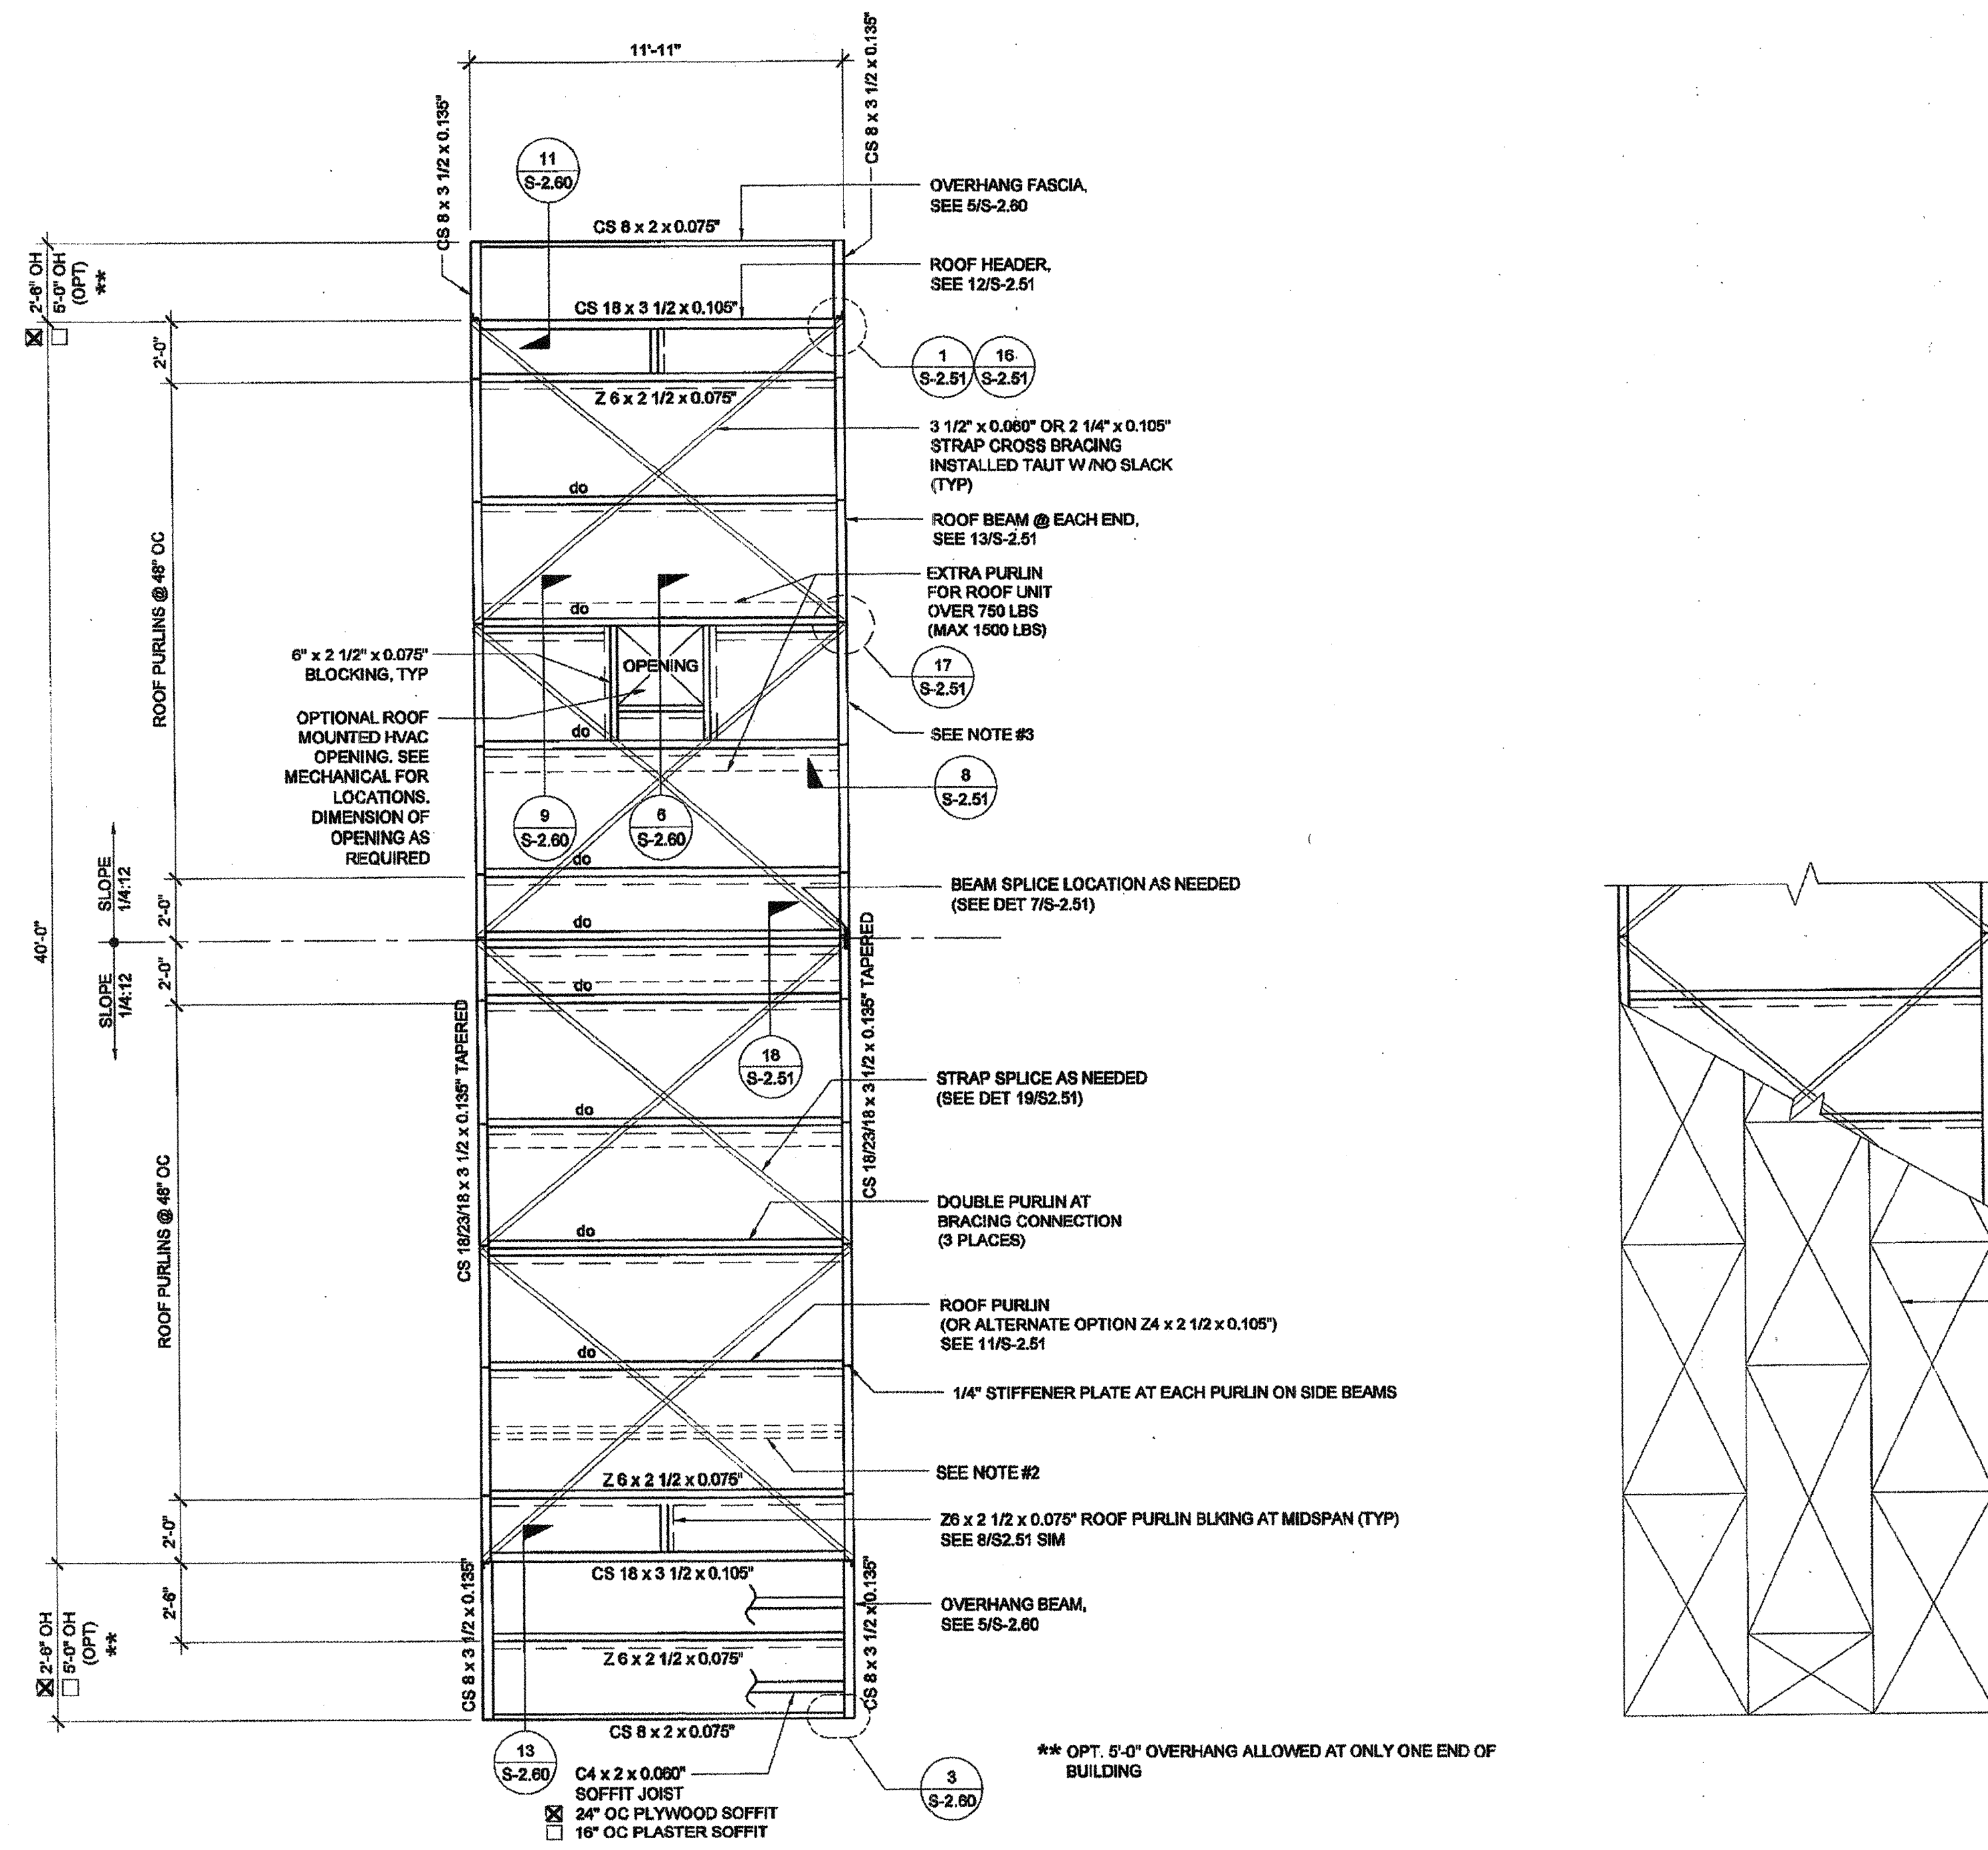 11'-11"
CS 8 x 3 1/2 x 0.135"
CS 8 x 3 1/2 x 0.135"
11
S-2.60
OVERHANG FASCIA,
SEE 5/S-2.60
CS 8 x 2 x 0.075"
ROOF HEADER,
SEE 12/S-2.51
CS 18 x 3 1/2 x 0.105"
2'-6" OH
5'-0" OH
(OPT)
**
2'-0"
1
S-2.51
16
S-2.51
Z 6 x 2 1/2 x 0.075"
3 1/2" x 0.060" OR 2 1/4" x 0.105"
STRAP CROSS BRACING
INSTALLED TAUT W/NO SLACK
(TYP)
do
ROOF BEAM @ EACH END,
SEE 13/S-2.51
ROOF PURLINS @ 48" OC
EXTRA PURLIN
FOR ROOF UNIT
OVER 750 LBS
(MAX 1500 LBS)
do
6" x 2 1/2" x 0.075"
BLOCKING, TYP
OPENING
17
S-2.51
OPTIONAL ROOF
MOUNTED HVAC
OPENING. SEE
MECHANICAL FOR
LOCATIONS.
DIMENSION OF
OPENING AS
REQUIRED
do
SEE NOTE #3
8
S-2.51
9
S-2.60
6
S-2.60
do
SLOPE
1/4:12
2'-0"
BEAM SPLICE LOCATION AS NEEDED
(SEE DET 7/S-2.51)
40'-0"
do
SLOPE
1/4:12
2'-0"
do
CS 18/23/18 x 3 1/2 x 0.135" TAPERED
CS 18/23/18 x 3 1/2 x 0.135" TAPERED
18
S-2.51
STRAP SPLICE AS NEEDED
(SEE DET 19/S2.51)
do
ROOF PURLINS @ 48" OC
DOUBLE PURLIN AT
BRACING CONNECTION
(3 PLACES)
do
ROOF PURLIN
(OR ALTERNATE OPTION Z4 x 2 1/2 x 0.105")
SEE 11/S-2.51
do
1/4" STIFFENER PLATE AT EACH PURLIN ON SIDE BEAMS
SEE NOTE #2
Z 6 x 2 1/2 x 0.075"
2'-0"
Z6 x 2 1/2 x 0.075" ROOF PURLIN BLKING AT MIDSPAN (TYP)
SEE 8/S2.51 SIM
CS 18 x 3 1/2 x 0.105"
CS 8 x 3 1/2 x 0.135"
CS 8 x 3 1/2 x 0.135"
2'-6"
OVERHANG BEAM,
SEE 5/S-2.60
2'-6" OH
5'-0" OH
(OPT)
**
Z 6 x 2 1/2 x 0.075"
CS 8 x 2 x 0.075"
13
S-2.60
C4 x 2 x 0.060"
SOFFIT JOIST
24" OC PLYWOOD SOFFIT
16" OC PLASTER SOFFIT
3
S-2.60
** OPT. 5'-0" OVERHANG ALLOWED AT ONLY ONE END OF
BUILDING